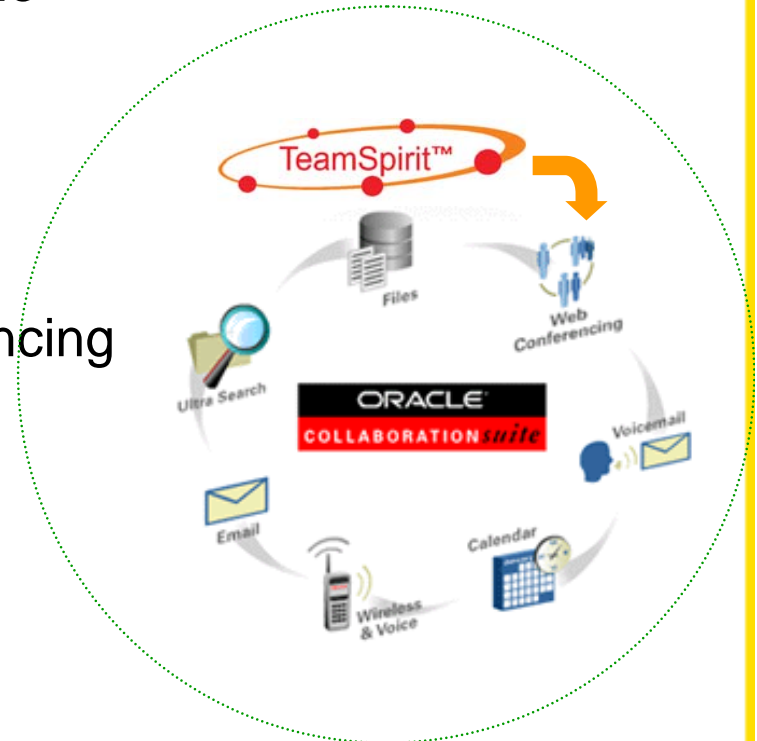 TeamSpirit™
Files
Web
Conferencing
ncing
Ultra Search
ORACLE
COLLABORATION suite
Voicemail
Email
Calendar
Wireless
& Voice